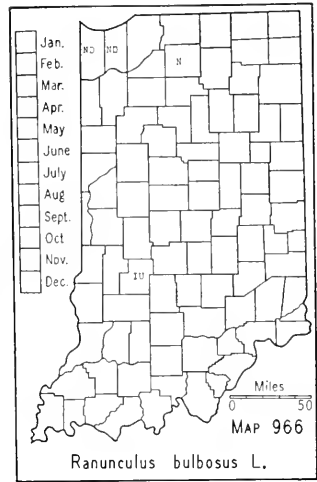 Jan.
Feb.
Mar.
Apr.
May
June
July
Aug
Sept.
Oct
Nov.
Dec.
ND ND
N
IU
Miles
0 50
MAP 966
Ranunculus bulbosus L.